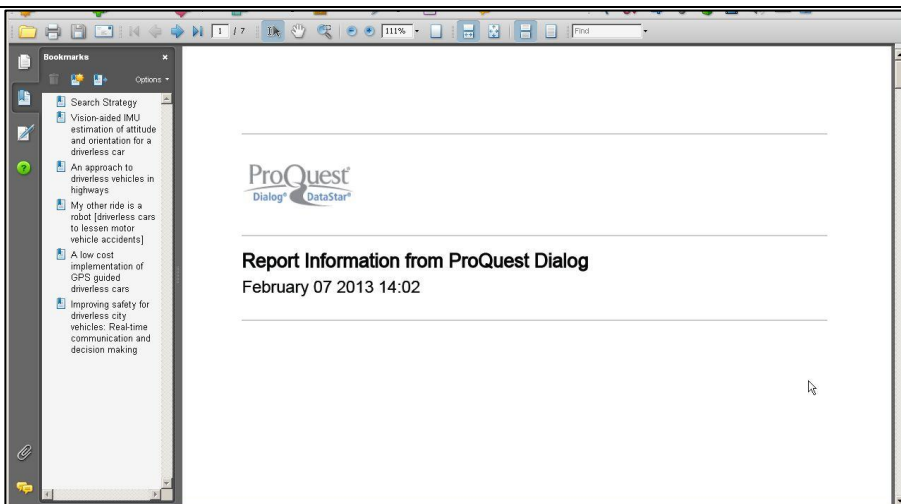 1 / 7
111%
Find
Bookmarks
Options
Search Strategy
Vision-aided IMU
estimation of attitude
and orientation for a
driverless car
An approach to
driverless vehicles in
highways
My other ride is a
robot [driverless cars
to lessen motor
vehicle accidents]
A low cost
implementation of
GPS guided
driverless cars
Improving safety for
driverless city
vehicles: Real-time
communication and
decision making
ProQuest®
Dialog® DataStar®
Report Information from ProQuest Dialog
February 07 2013 14:02